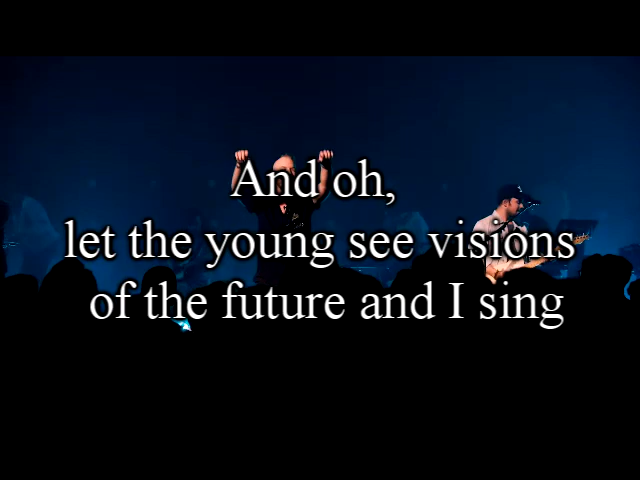 And oh,
let the young see visions
of the future and I sing